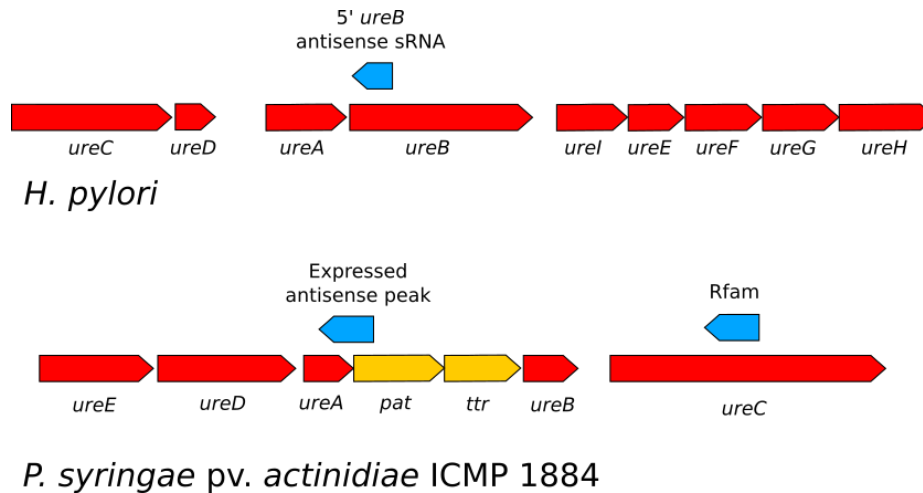 5' ureB
antisense sRNA
ureC ureD ureA ureB ureI ureE ureF ureG ureH
H. pylori
Expressed
antisense peak
Rfam
ureE ureD ureA pat ttr ureB ureC
P. syringae pv. actinidiae ICMP 1884